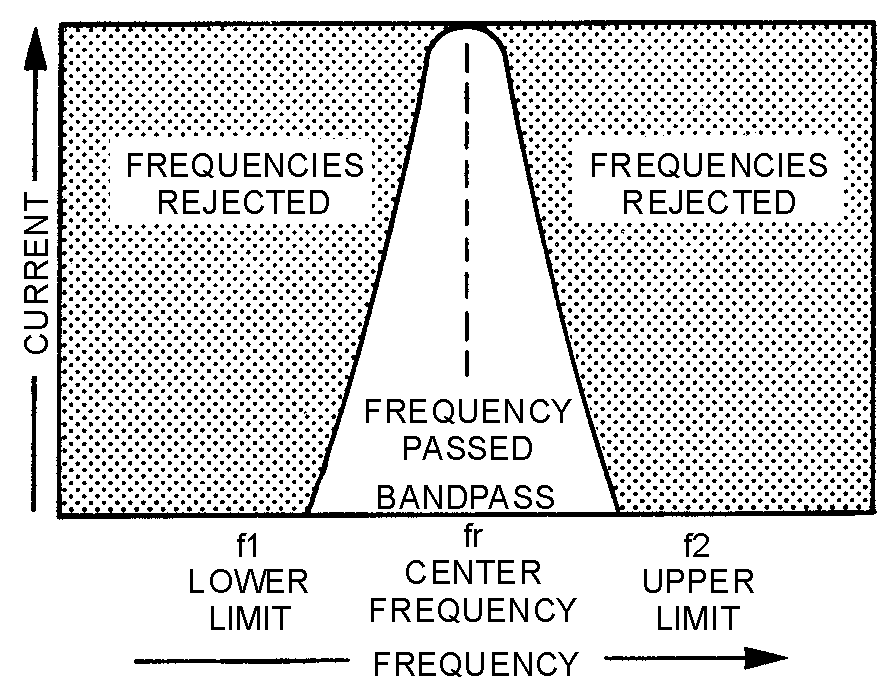 CURRENT
FREQUENCIES
REJECTED
FREQUENCIES
REJECTED
FREQUENCY
PASSED
BANDPASS
f1
LOWER
LIMIT
fr
CENTER
FREQUENCY
f2
UPPER
LIMIT
FREQUENCY